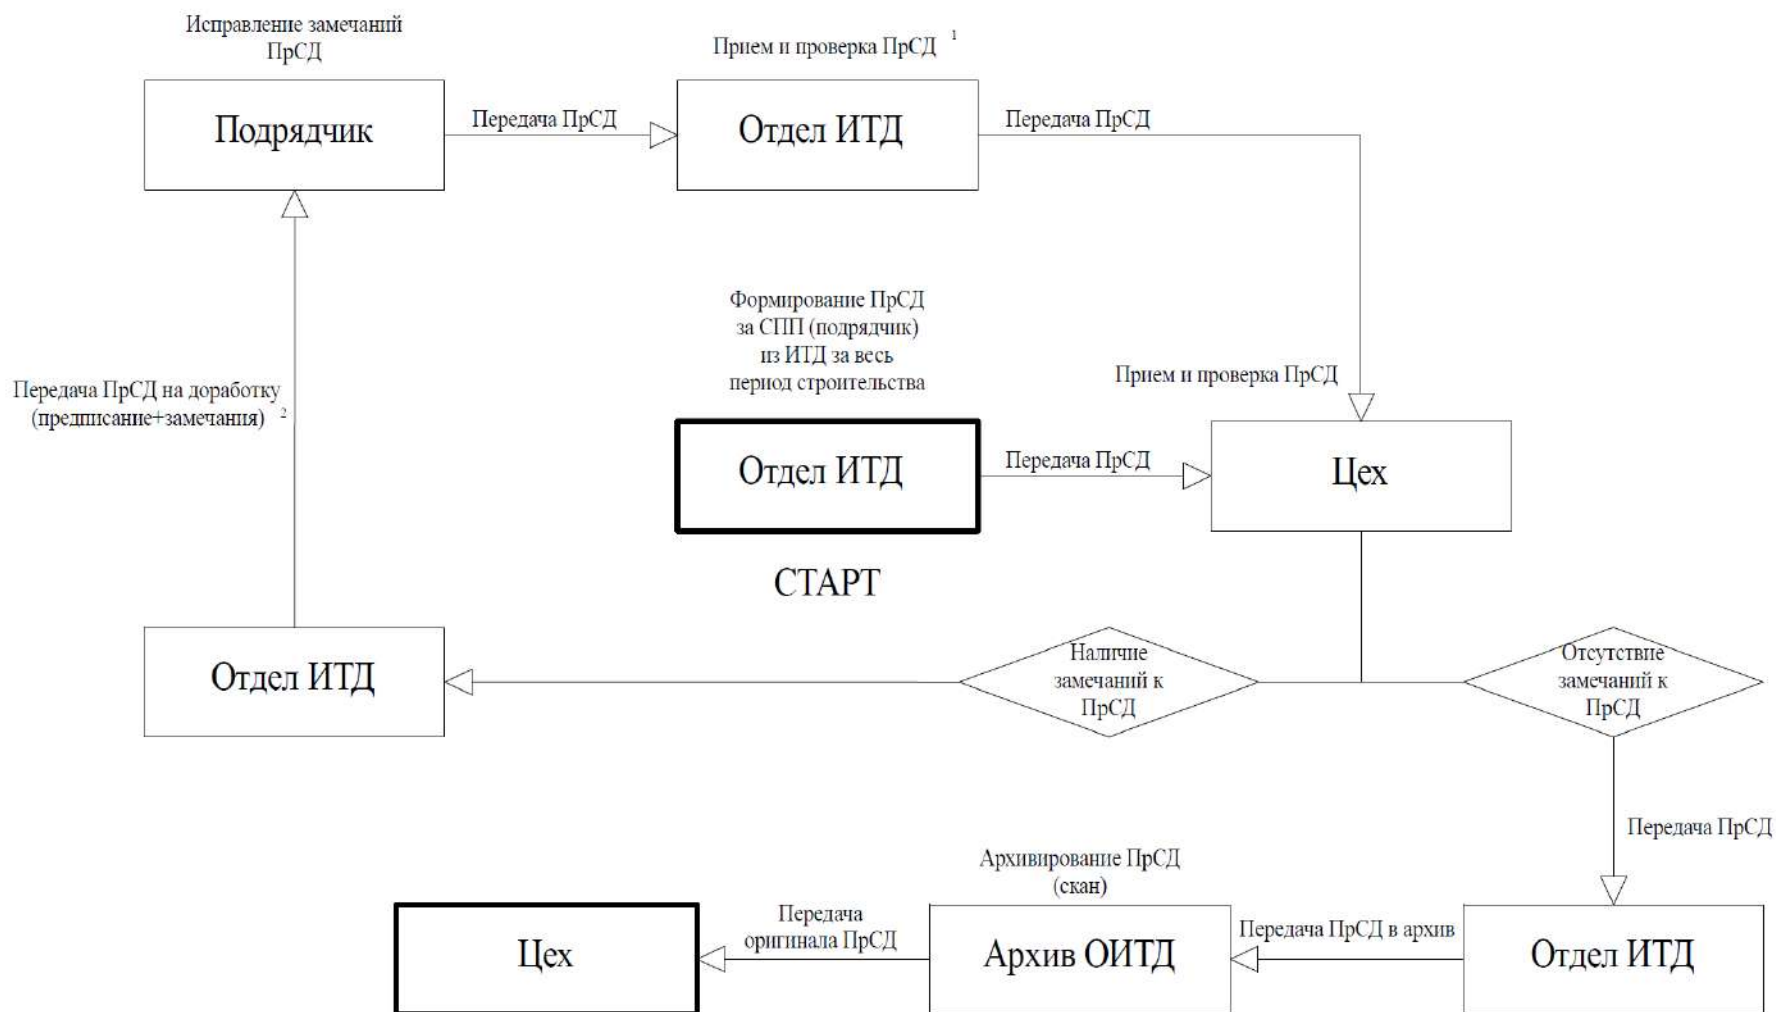 Исправление замечаний
ПрСД
Прием и проверка ПрСД 1
Подрядчик
Передача ПрСД
Отдел ИТД
Передача ПрСД
Формирование ПрСД
за СПП (подрядчик)
из ИТД за весь
период строительства
Передача ПрСД на доработку
(предписание+замечания) 2
Прием и проверка ПрСД
Отдел ИТД
Передача ПрСД
Цех
СТАРТ
Отдел ИТД
Наличие
замечаний к
ПрСД
Отсутствие
замечаний к
ПрСД
Передача ПрСД
Архивирование ПрСД
(скан)
Цех
Передача
оригинала ПрСД
Архив ОИТД
Передача ПрСД в архив
Отдел ИТД